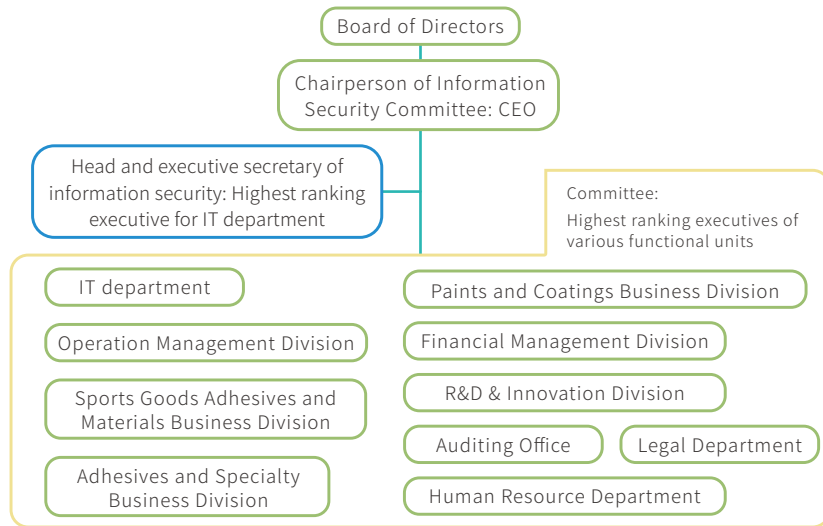 Board of Directors
Chairperson of Information
Security Committee: CEO
Head and executive secretary of
information security: Highest ranking
executive for IT department
Committee:
Highest ranking executives of
various functional units
IT department
Operation Management Division
Sports Goods Adhesives and
Materials Business Division
Adhesives and Specialty
Business Division
Paints and Coatings Business Division
Financial Management Division
R&D & Innovation Division
Auditing Office
Legal Department
Human Resource Department